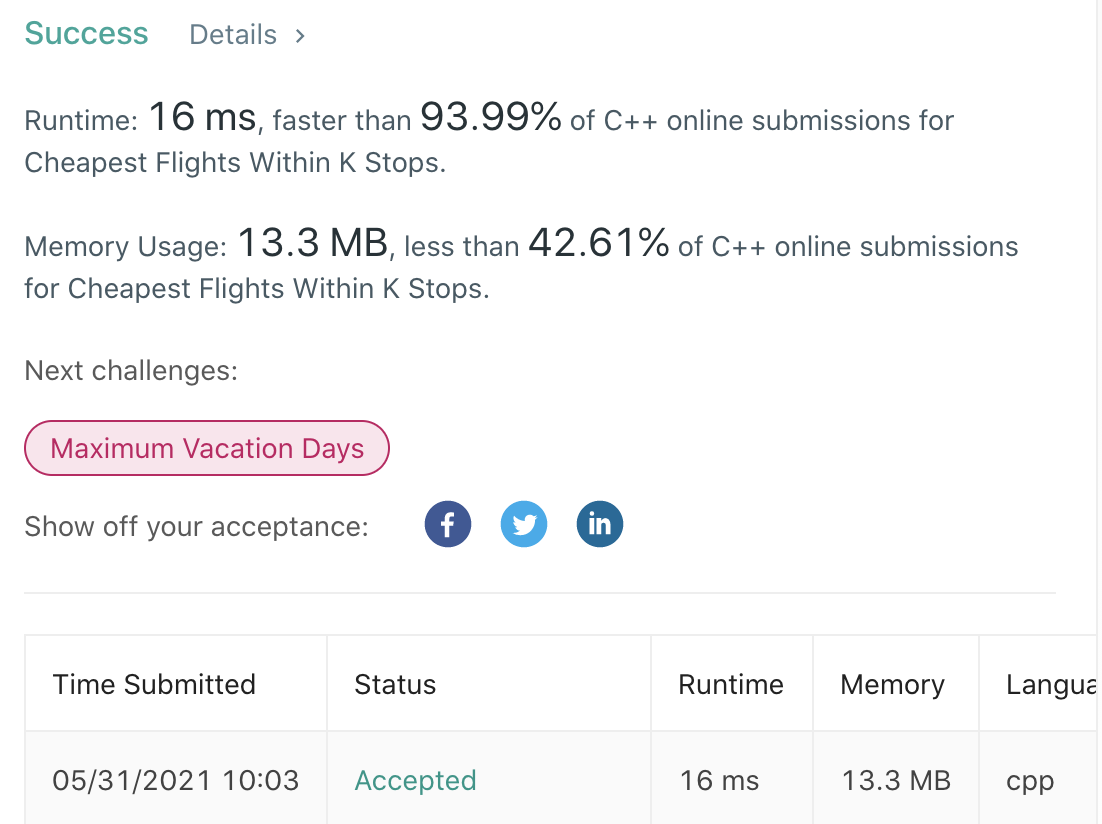 Success Details >
Runtime: 16 ms, faster than 93.99% of C++ online submissions for
Cheapest Flights Within K Stops.
Memory Usage: 13.3 MB, less than 42.61% of C++ online submissions
for Cheapest Flights Within K Stops.
Next challenges:
Maximum Vacation Days
Show off your acceptance:
Time Submitted Status Runtime Memory Langua
05/31/2021 10:03 Accepted 16 ms 13.3 MB cpp